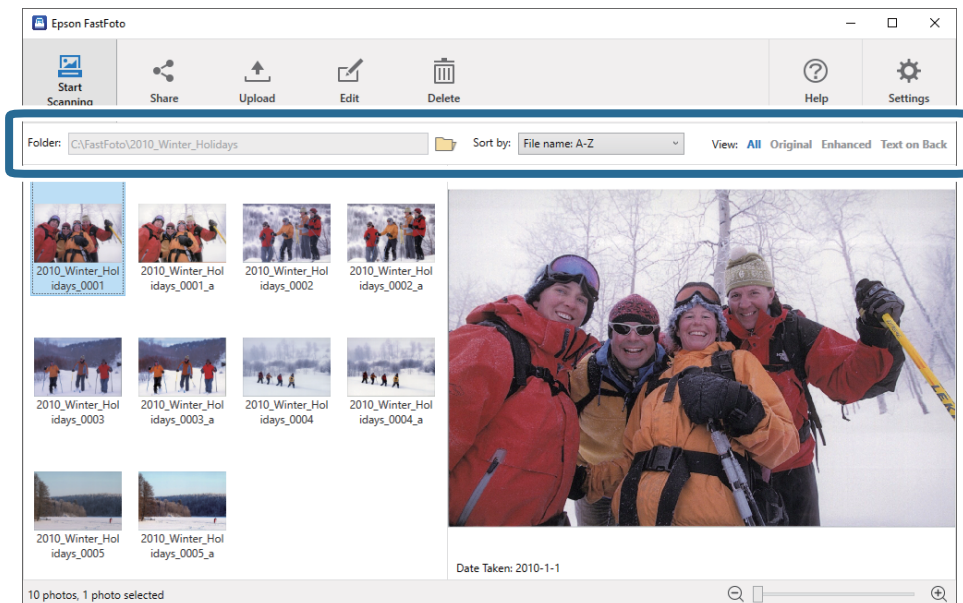 Epson FastFoto
Start
Scanning
Share
Upload
Edit
Delete
Help
Settings
Folder: C:\FastFoto\2010_Winter_Holidays
Sort by: File name: A-Z
View: All Original Enhanced Text on Back
2010_Winter_Hol
idays_0001
2010_Winter_Hol
idays_0001_a
2010_Winter_Hol
idays_0002
2010_Winter_Hol
idays_0002_a
2010_Winter_Hol
idays_0003
2010_Winter_Hol
idays_0003_a
2010_Winter_Hol
idays_0004
2010_Winter_Hol
idays_0004_a
2010_Winter_Hol
idays_0005
2010_Winter_Hol
idays_0005_a
Date Taken: 2010-1-1
10 photos, 1 photo selected